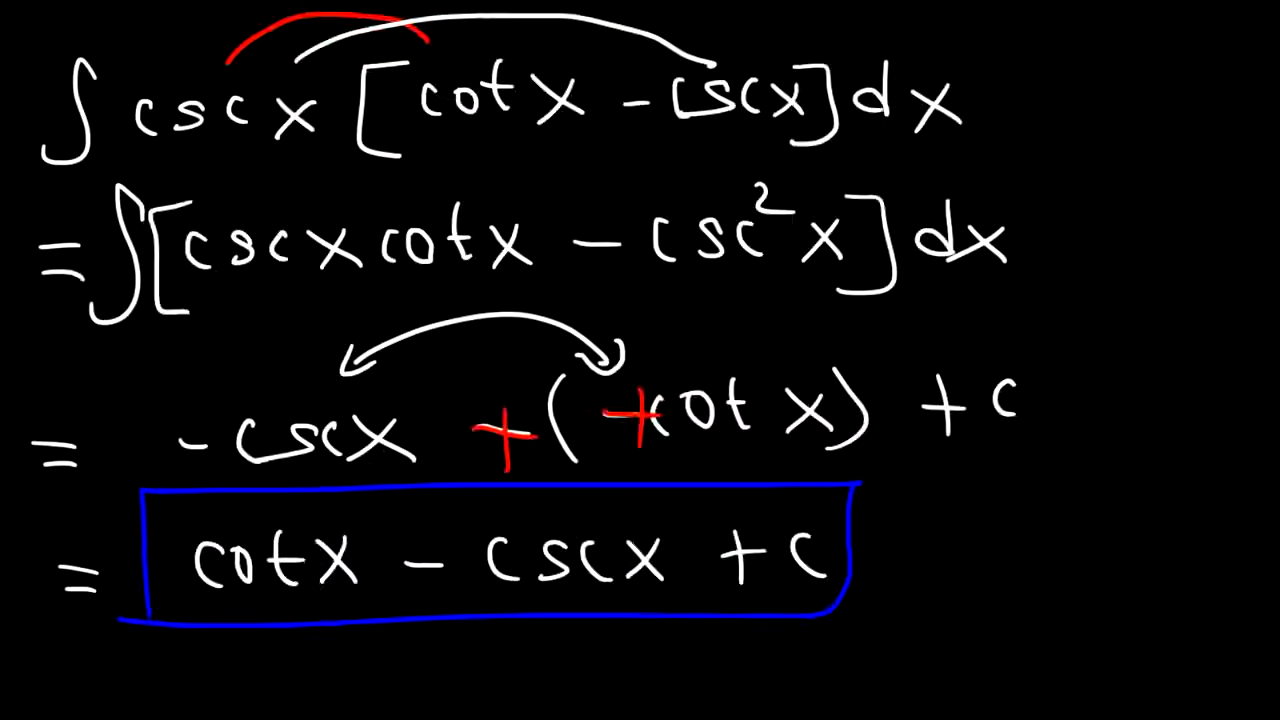 ∫ csc x [cot x - csc x] dx
= ∫ [csc x cot x - csc² x] dx
= - csc x + (+cot x) + c
= cot x - csc x + c